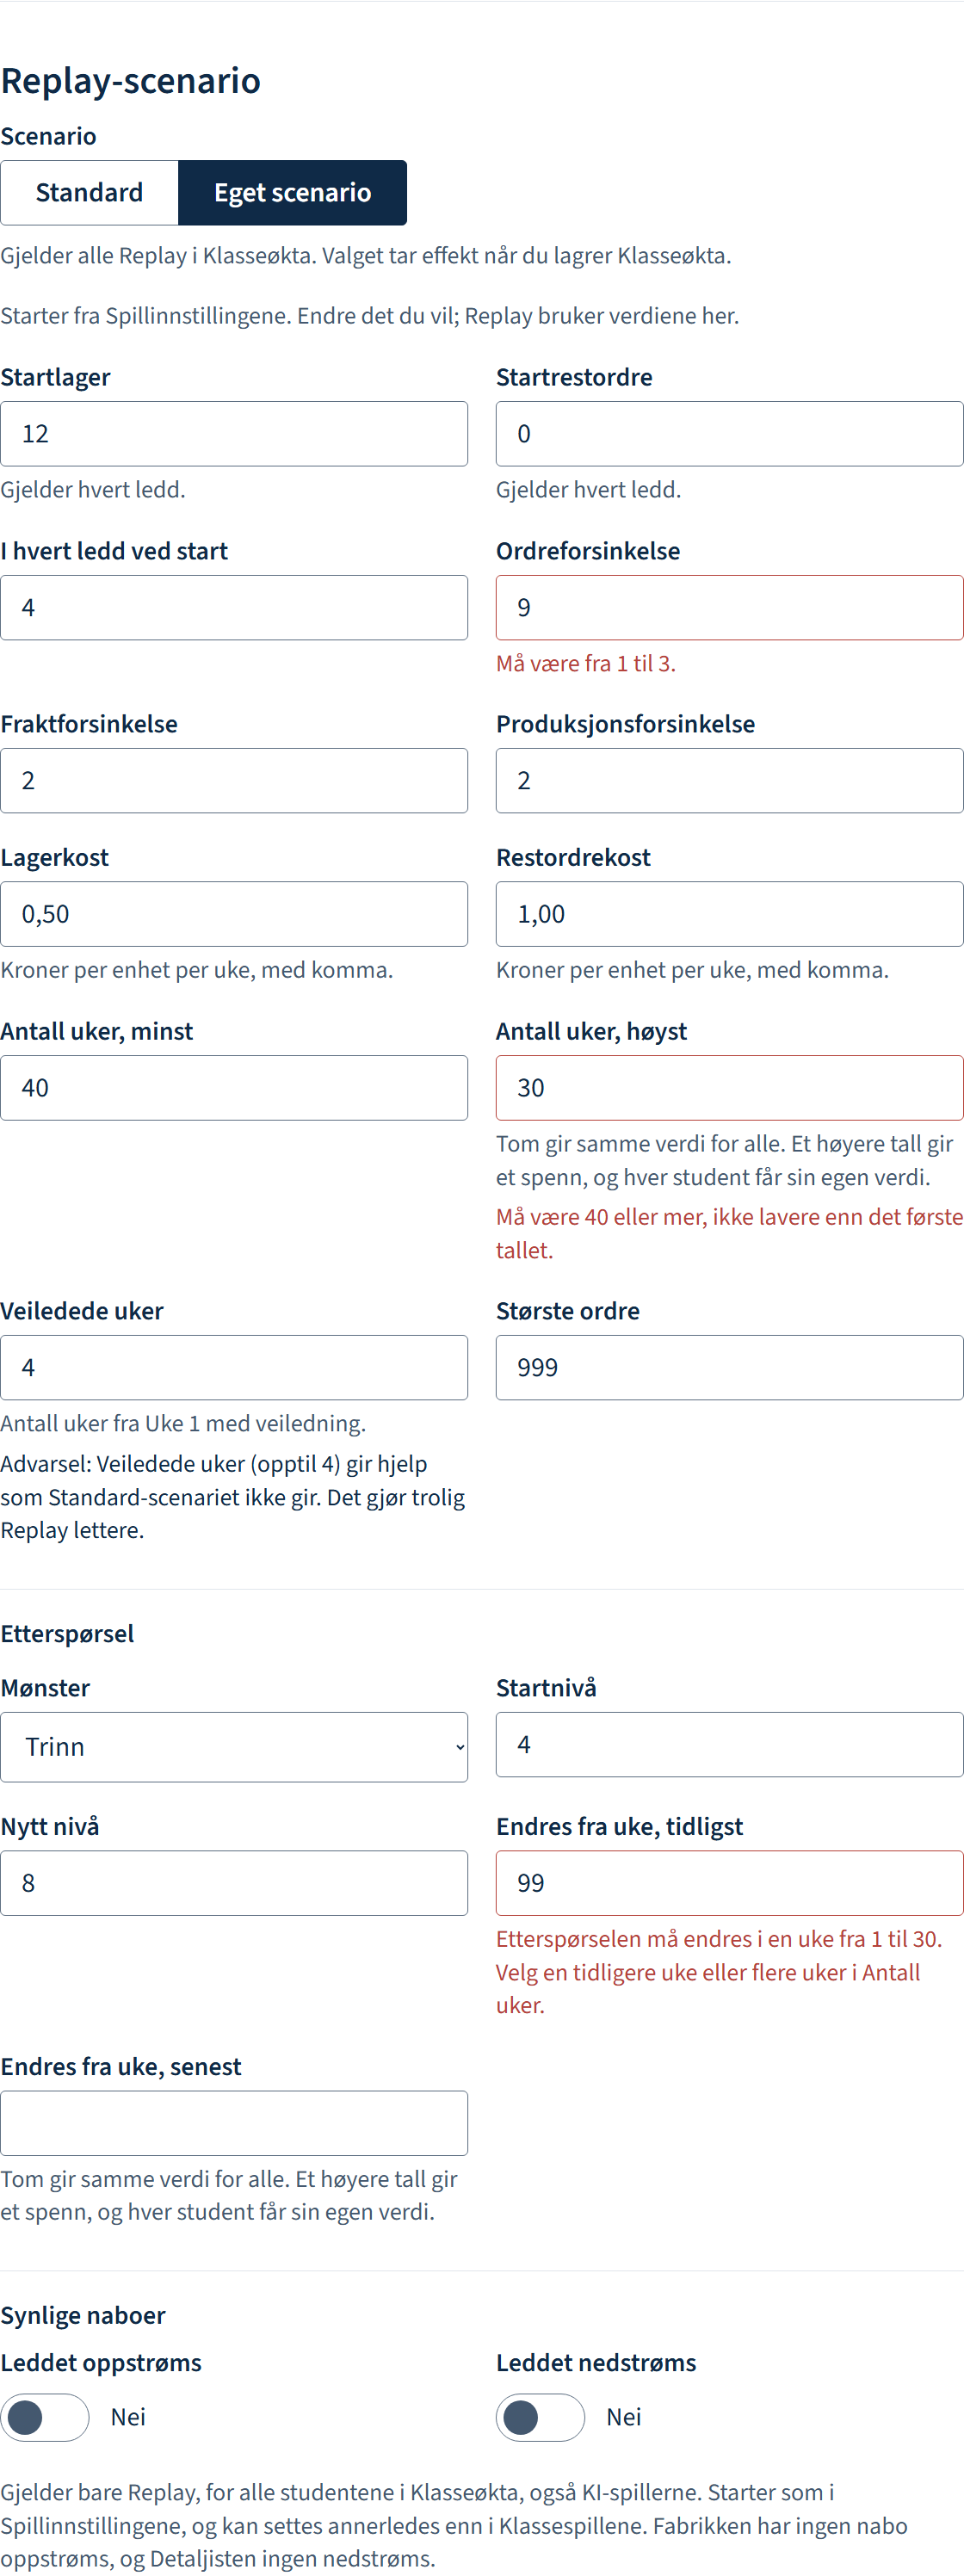 Replay-scenario
Scenario
Standard
Eget scenario
Gjelder alle Replay i Klasseøkta. Valget tar effekt når du lagrer Klasseøkta.
Starter fra Spillinnstillingene. Endre det du vil; Replay bruker verdiene her.
Startlager
12
Gjelder hvert ledd.
Startrestordre
0
Gjelder hvert ledd.
I hvert ledd ved start
4
Ordreforsinkelse
9
Må være fra 1 til 3.
Fraktforsinkelse
2
Produksjonsforsinkelse
2
Lagerkost
0,50
Kroner per enhet per uke, med komma.
Restordrekost
1,00
Kroner per enhet per uke, med komma.
Antall uker, minst
40
Antall uker, høyst
30
Tom gir samme verdi for alle. Et høyere tall gir
et spenn, og hver student får sin egen verdi.
Må være 40 eller mer, ikke lavere enn det første
tallet.
Veiledede uker
4
Antall uker fra Uke 1 med veiledning.
Advarsel: Veiledede uker (opptil 4) gir hjelp
som Standard-scenariet ikke gir. Det gjør trolig
Replay lettere.
Største ordre
999
Etterspørsel
Mønster
Trinn
Startnivå
4
Nytt nivå
8
Endres fra uke, tidligst
99
Etterspørselen må endres i en uke fra 1 til 30.
Velg en tidligere uke eller flere uker i Antall
uker.
Endres fra uke, senest
Tom gir samme verdi for alle. Et høyere tall gir
et spenn, og hver student får sin egen verdi.
Synlige naboer
Leddet oppstrøms
Nei
Leddet nedstrøms
Nei
Gjelder bare Replay, for alle studentene i Klasseøkta, også KI-spillerne. Starter som i
Spillinnstillingene, og kan settes annerledes enn i Klassespillene. Fabrikken har ingen nabo
oppstrøms, og Detaljisten ingen nedstrøms.